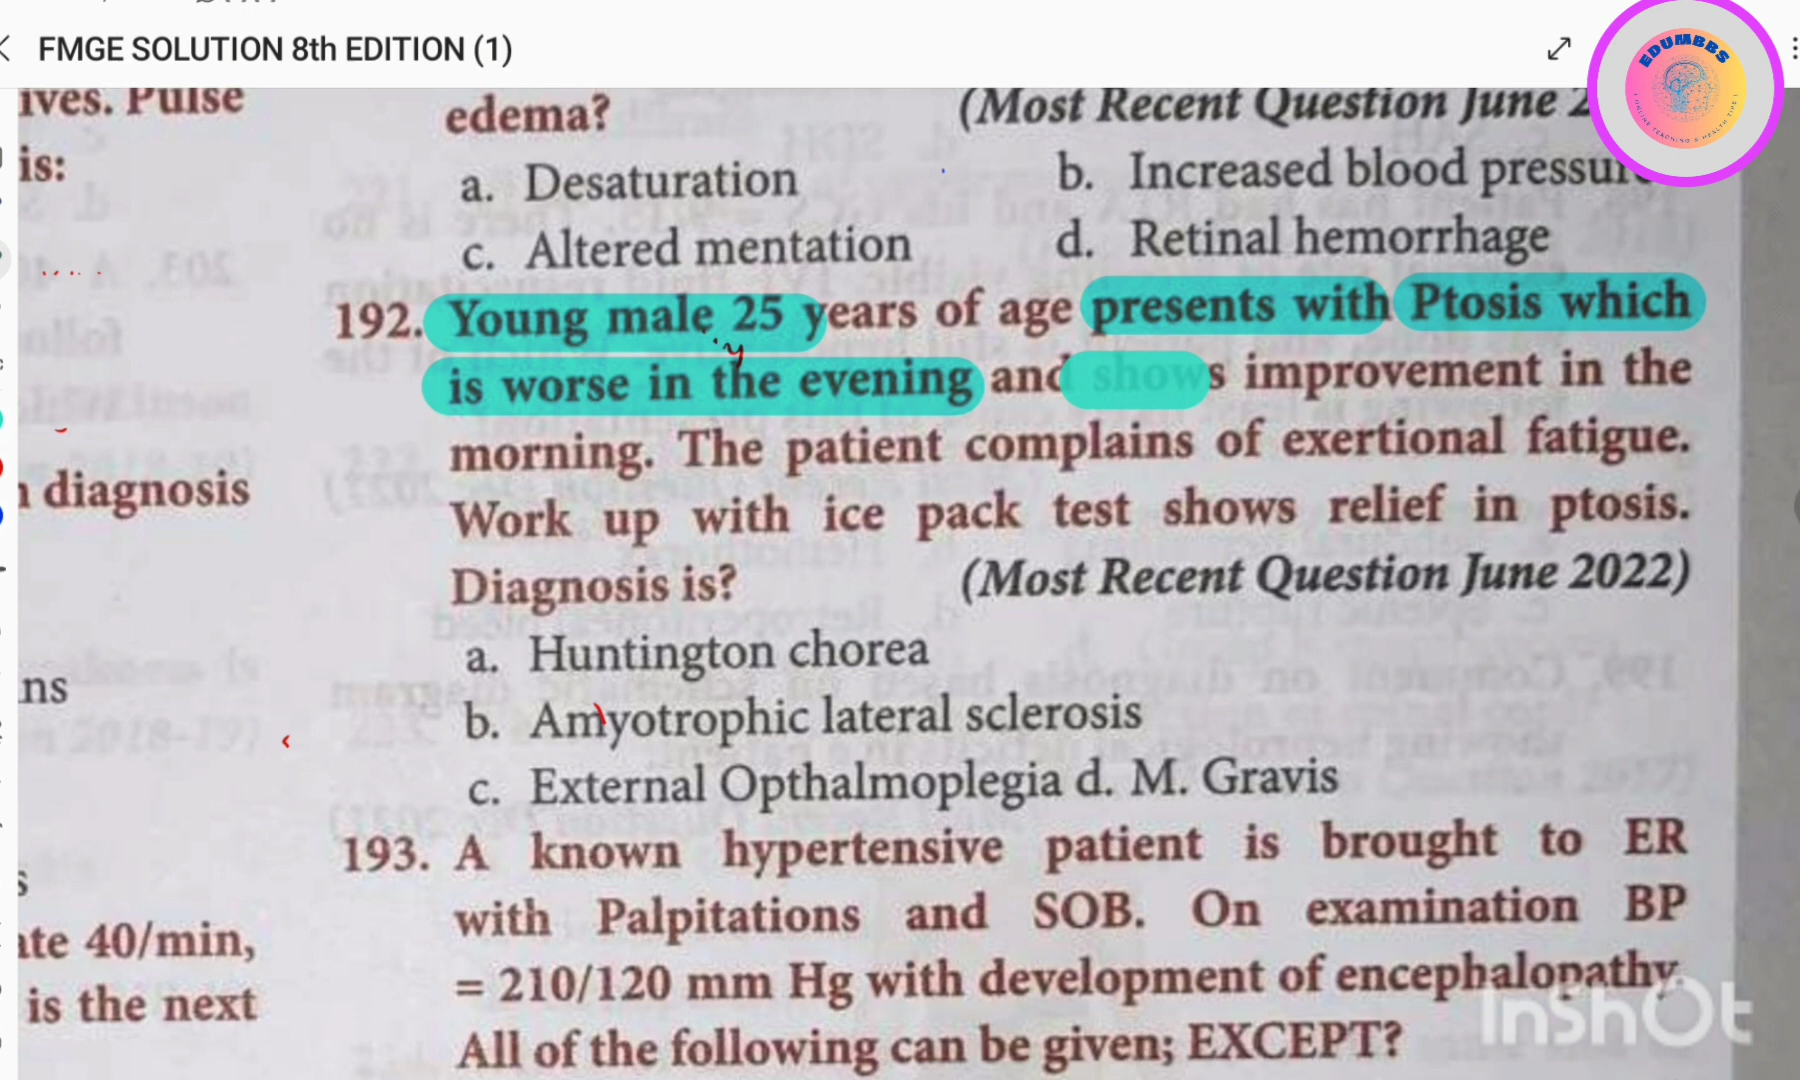 FMGE SOLUTION 8th EDITION (1)
EDUMBBS
ives. Pulse
is:
diagnosis
ns
ate 40/min,
is the next
edema? (Most Recent Question June 2
a. Desaturation b. Increased blood pressure
c. Altered mentation d. Retinal hemorrhage
192. Young male 25 years of age presents with Ptosis which
is worse in the evening and shows improvement in the
morning. The patient complains of exertional fatigue.
Work up with ice pack test shows relief in ptosis.
Diagnosis is? (Most Recent Question June 2022)
a. Huntington chorea
b. Amyotrophic lateral sclerosis
c. External Opthalmoplegia d. M. Gravis
193. A known hypertensive patient is brought to ER
with Palpitations and SOB. On examination BP
= 210/120 mm Hg with development of encephalopathy
All of the following can be given; EXCEPT?
InShOt